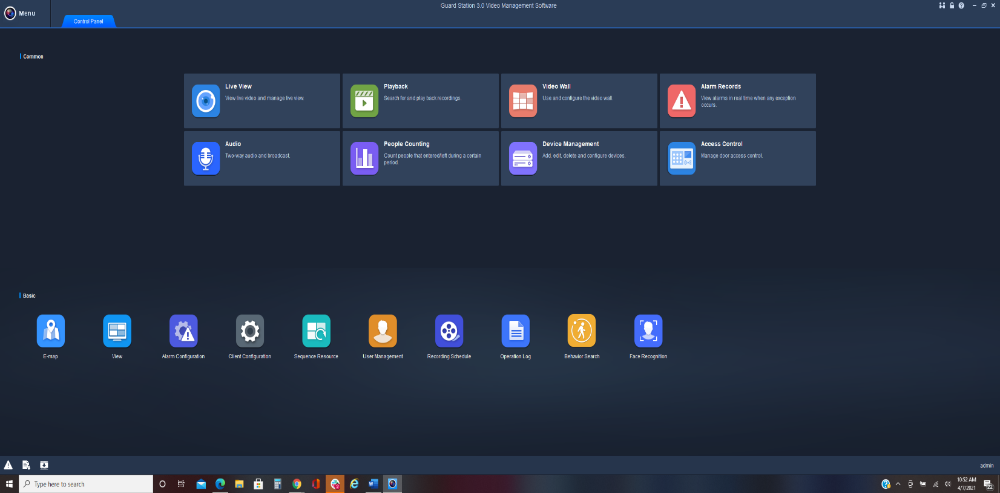 Guard Station 3.0 Video Management Software
Menu
Control Panel
Common
Live View
View live video and manage live view.
Playback
Search for and play back recordings.
Video Wall
Use and configure the video wall.
Alarm Records
View alarms in real time when any exception
occurs.
Audio
Two-way audio and broadcast.
People Counting
Count people that entered/left during a certain
period.
Device Management
Add, edit, delete and configure devices.
Access Control
Manage door access control.
Basic
E-map
View
Alarm Configuration
Client Configuration
Sequence Resource
User Management
Recording Schedule
Operation Log
Behavior Search
Face Recognition
admin
Type here to search
2
10:52 AM
4/7/2021
22